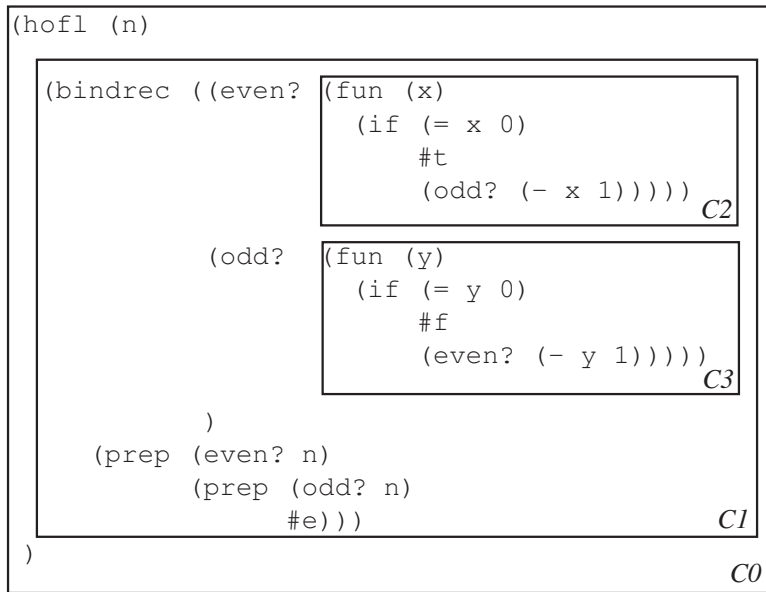 (hofl (n)
(bindrec ((even? (fun (x)
(if (= x 0)
#t
(odd? (- x 1)))))
C2
(odd? (fun (y)
(if (= y 0)
#f
(even? (- y 1)))))
C3
)
(prep (even? n)
(prep (odd? n)
#e)))
C1
)
C0